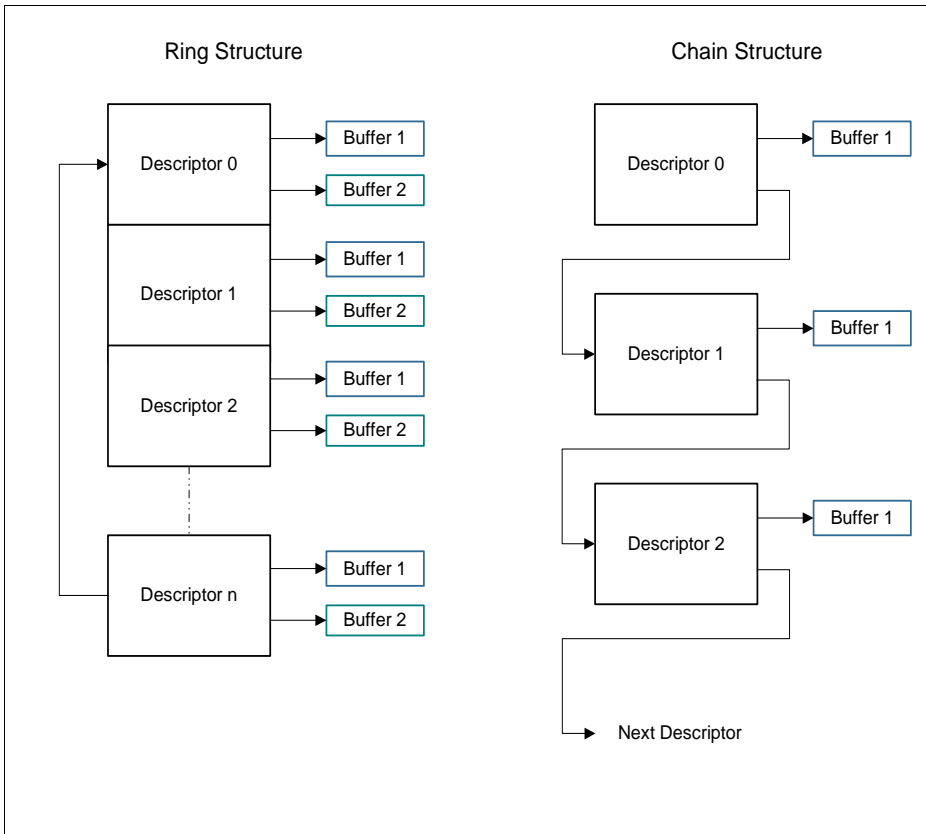 Ring Structure
Descriptor 0
Buffer 1
Buffer 2
Descriptor 1
Buffer 1
Buffer 2
Descriptor 2
Buffer 1
Buffer 2
Descriptor n
Buffer 1
Buffer 2
Chain Structure
Descriptor 0
Buffer 1
Descriptor 1
Buffer 1
Descriptor 2
Buffer 1
Next Descriptor